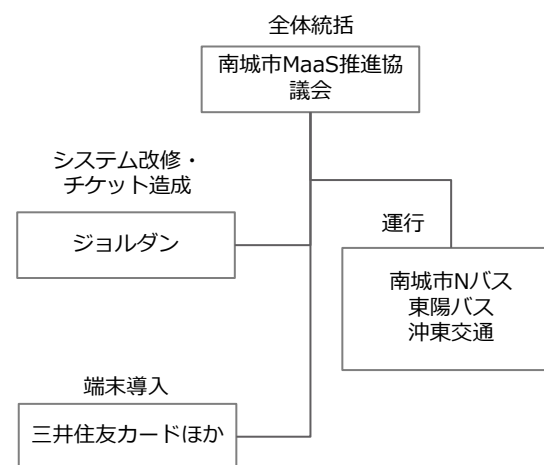 全体統括
南城市MaaS推進協
議会
システム改修・
チケット造成
ジョルダン
運行
南城市Nバス
東陽バス
沖東交通
端末導入
三井住友カードほか